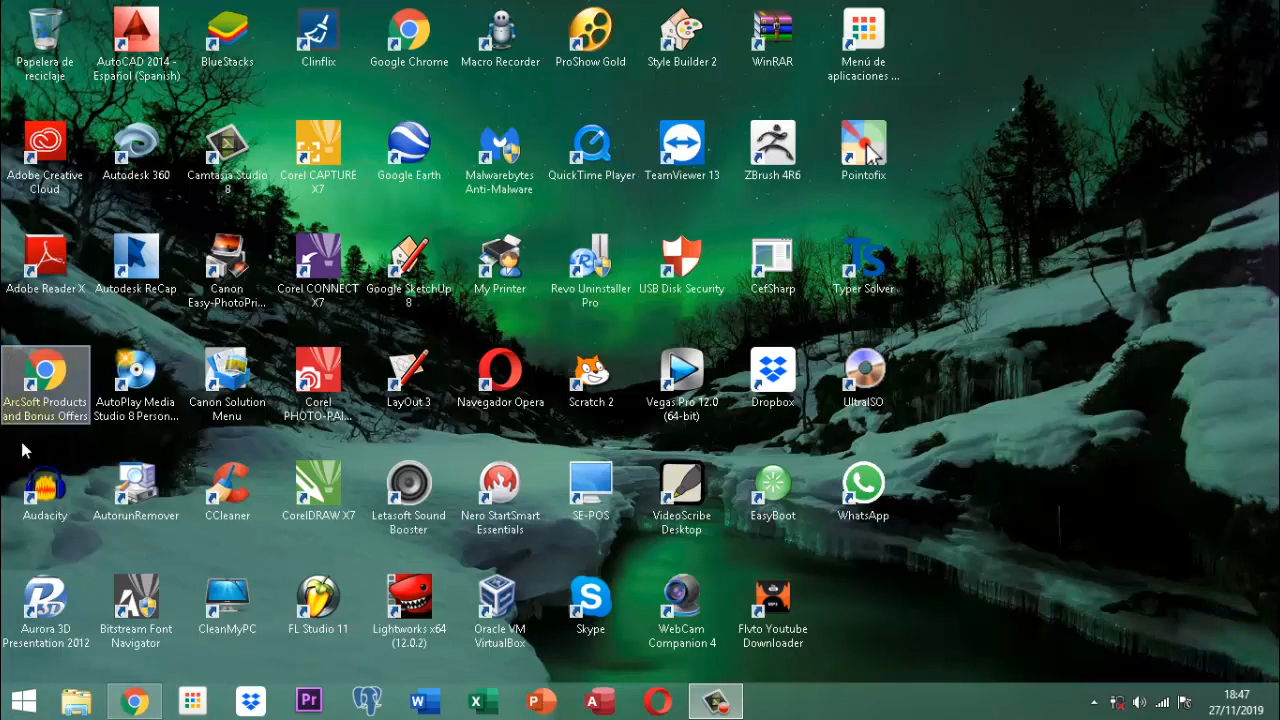 Papelera de
reciclaje
AutoCAD 2014 -
Español (Spanish)
BlueStacks
Clinflix
Google Chrome
Macro Recorder
ProShow Gold
Style Builder 2
WinRAR
Menú de
aplicaciones ...
Adobe Creative
Cloud
Autodesk 360
Camtasia Studio
8
Corel CAPTURE
X7
Google Earth
Malwarebytes
Anti-Malware
QuickTime Player
TeamViewer 13
ZBrush 4R6
Pointofix
Adobe Reader X
Autodesk ReCap
Canon
Easy-PhotoPri...
Corel CONNECT
X7
Google SketchUp
8
My Printer
Revo Uninstaller
Pro
USB Disk Security
CefSharp
TS
Typer Solver
ArcSoft Products
and Bonus Offers
AutoPlay Media
Studio 8 Person...
Canon Solution
Menu
Corel
PHOTO-PAI...
LayOut 3
Navegador Opera
Scratch 2
Vegas Pro 12.0
(64-bit)
Dropbox
UltraISO
Audacity
AutorunRemover
CCleaner
CorelDRAW X7
Letasoft Sound
Booster
Nero StartSmart
Essentials
SE-POS
VideoScribe
Desktop
EasyBoot
WhatsApp
Aurora 3D
Presentation 2012
Bitstream Font
Navigator
CleanMyPC
FL Studio 11
Lightworks x64
(12.0.2)
Oracle VM
VirtualBox
Skype
WebCam
Companion 4
Flvto Youtube
Downloader
Pr
W
X
P
A
18:47
27/11/2019